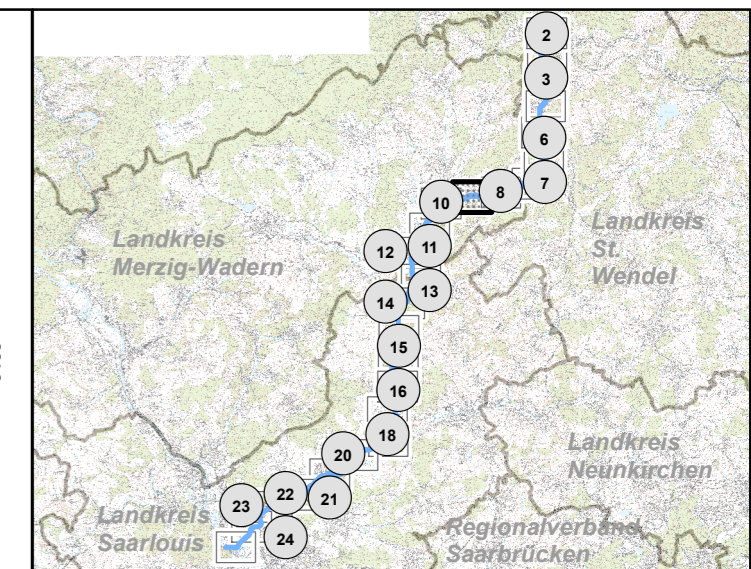 2
3
6
7
8
10
Landkreis
St.
Wendel
Landkreis
Merzig-Wadern
12
11
13
14
15
16
18
20
Landkreis
Neunkirchen
22
21
23
Landkreis
Saarlouis
24
Regionalverband
Saarbrücken